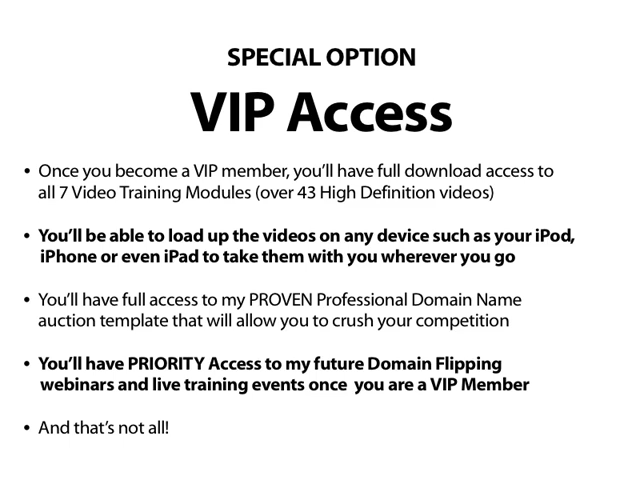 SPECIAL OPTION
VIP Access
• Once you become a VIP member, you'll have full download access to
all 7 Video Training Modules (over 43 High Definition videos)
• You'll be able to load up the videos on any device such as your iPod,
iPhone or even iPad to take them with you wherever you go
• You'll have full access to my PROVEN Professional Domain Name
auction template that will allow you to crush your competition
• You'll have PRIORITY Access to my future Domain Flipping
webinars and live training events once  you are a VIP Member
• And that's not all!